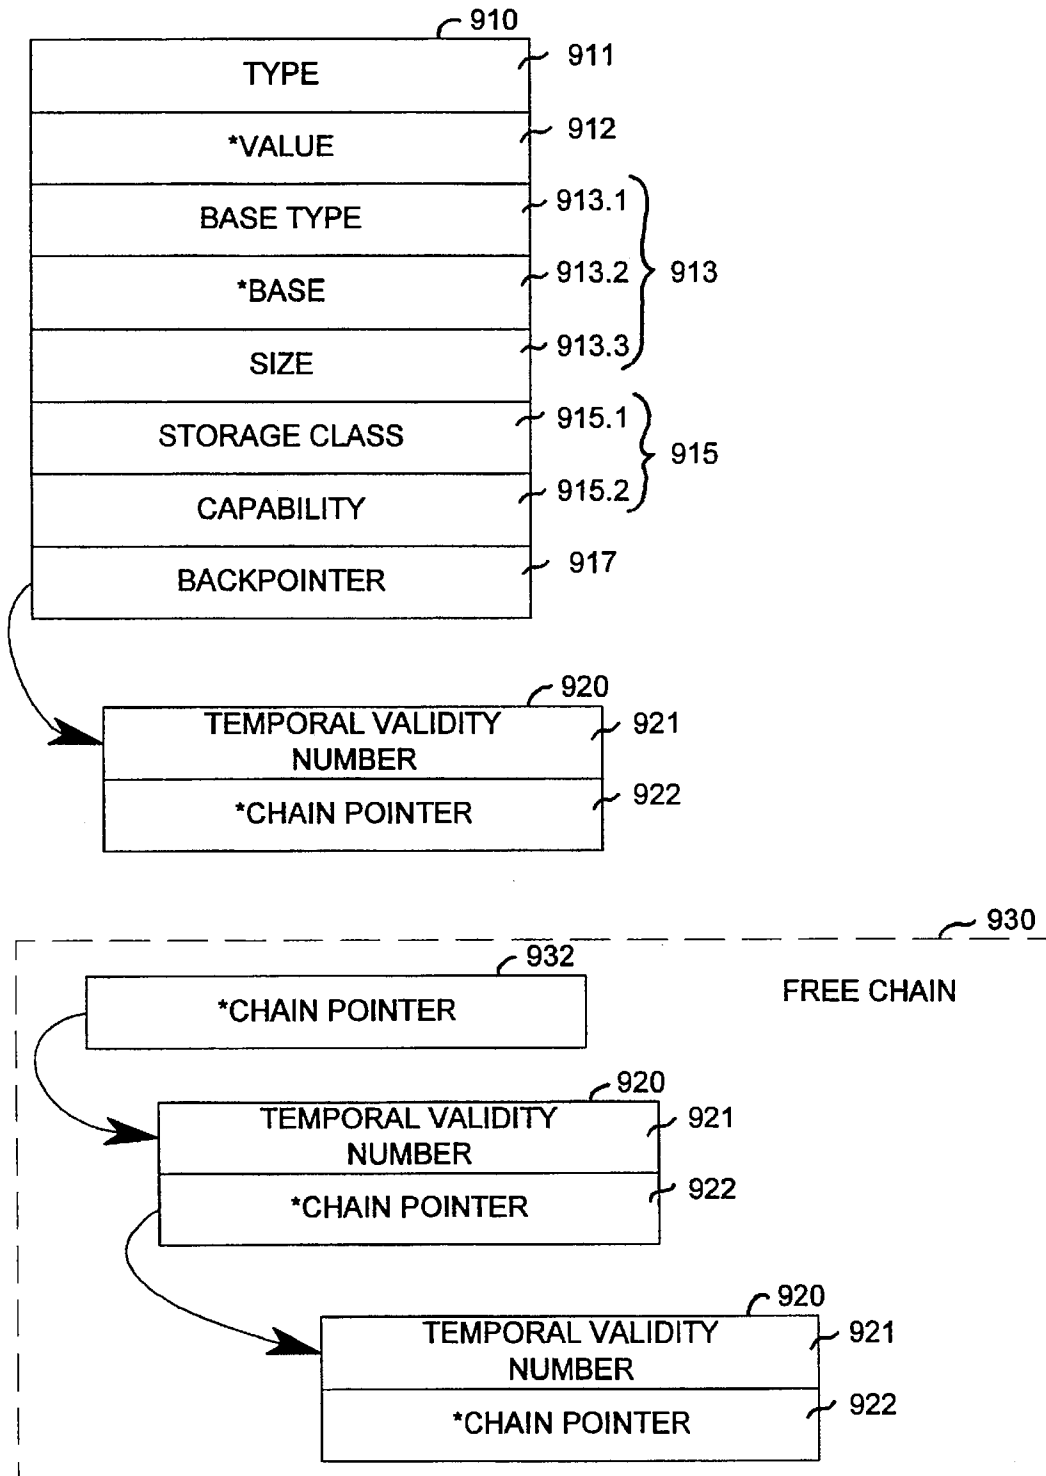 910
TYPE 911
*VALUE 912
BASE TYPE 913.1
*BASE 913.2 913
SIZE 913.3
STORAGE CLASS 915.1
915
CAPABILITY 915.2
BACKPOINTER 917
920
TEMPORAL VALIDITY 921
NUMBER
*CHAIN POINTER 922
930
932
*CHAIN POINTER FREE CHAIN
920
TEMPORAL VALIDITY 921
NUMBER
*CHAIN POINTER 922
920
TEMPORAL VALIDITY 921
NUMBER
*CHAIN POINTER 922